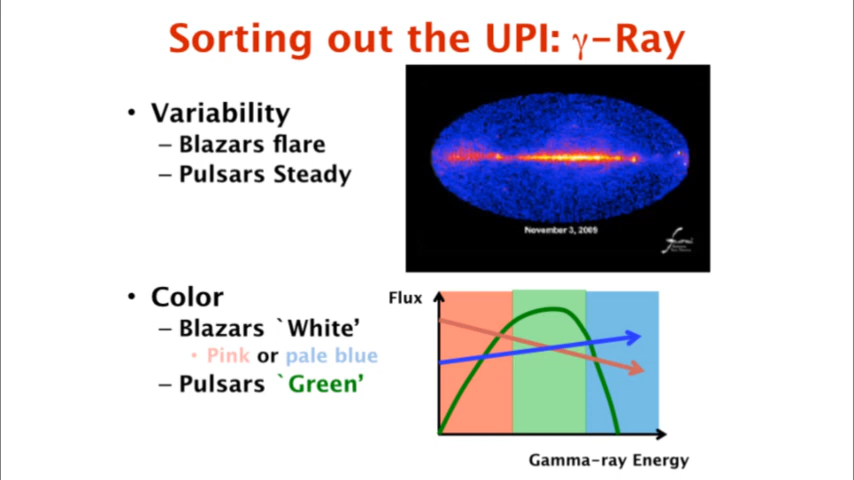 Sorting out the UPI: γ-Ray
• Variability
– Blazars flare
– Pulsars Steady
November 3, 2009
• Color
– Blazars `White’
• Pink or pale blue
– Pulsars `Green’
Flux
Gamma-ray Energy